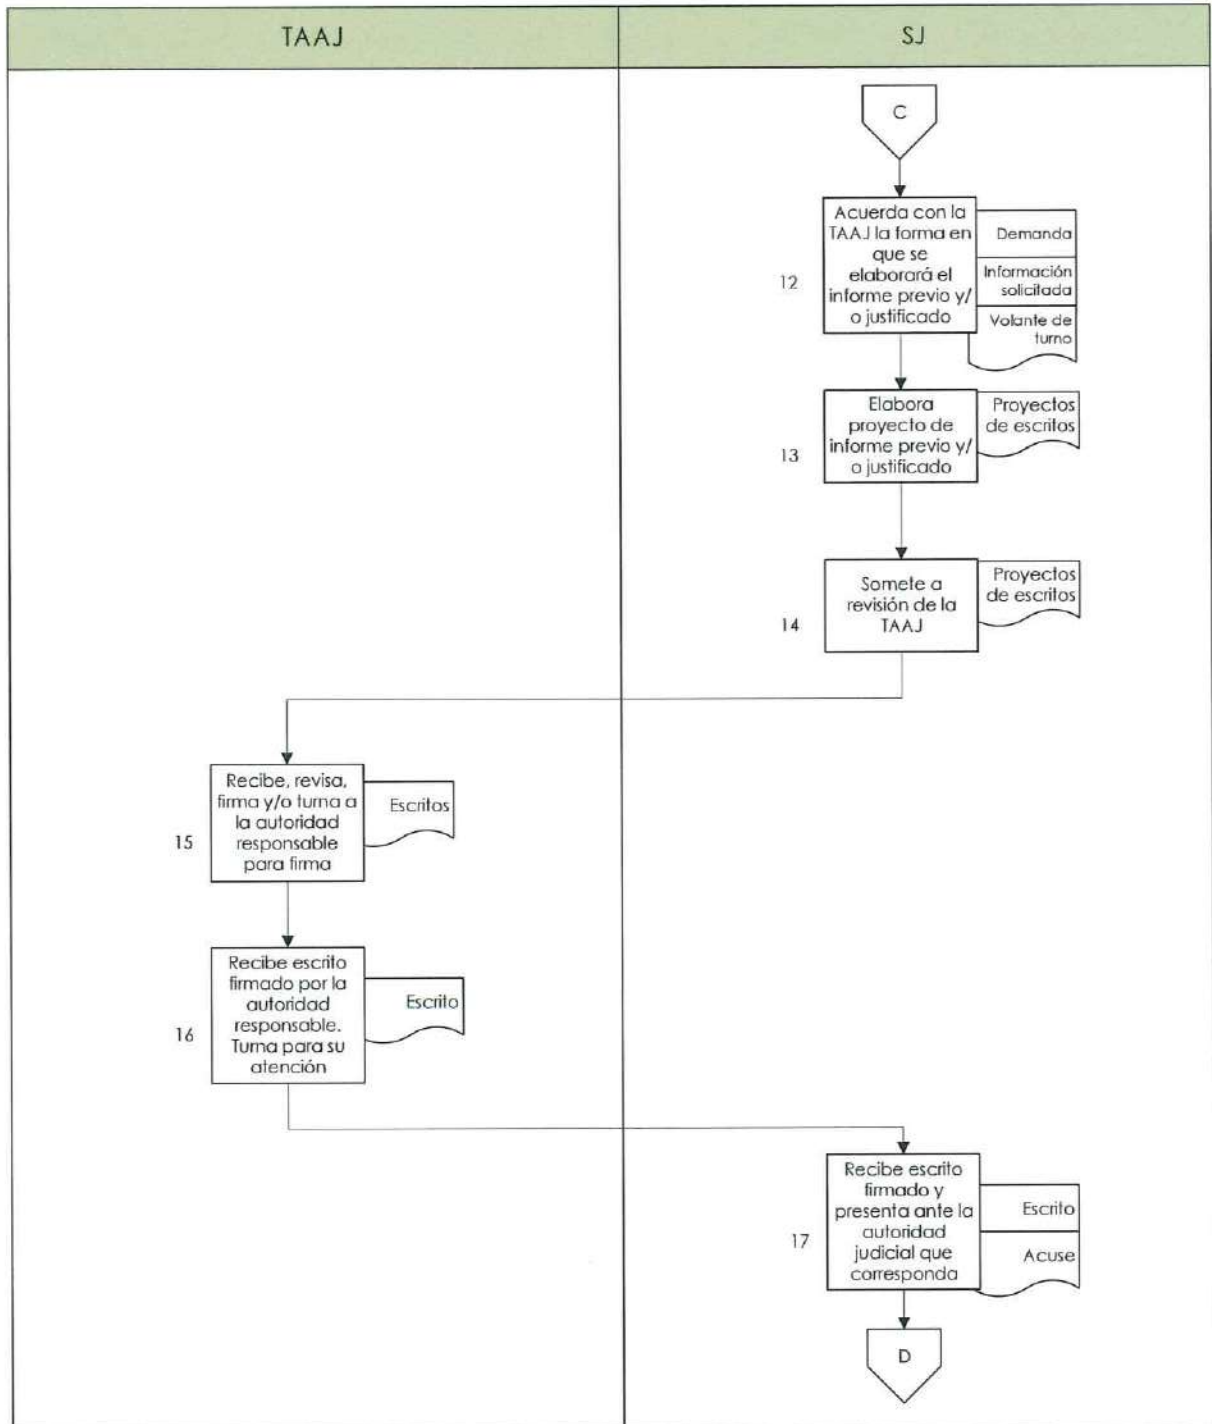 TAAJ
SJ
C
12
Acuerda con la
TAAJ la forma en
que se
elaborará el
informe previo y/
o justificado
Demanda
Información
solicitada
Volante de
turno
13
Elabora
proyecto de
informe previo y/
o justificado
Proyectos
de escritos
14
Somete a
revisión de la
TAAJ
Proyectos
de escritos
15
Recibe, revisa,
firma y/o turna a
la autoridad
responsable
para firma
Escritos
16
Recibe escrito
firmado por la
autoridad
responsable.
Turna para su
atención
Escrito
17
Recibe escrito
firmado y
presenta ante la
autoridad
judicial que
corresponda
Escrito
Acuse
D